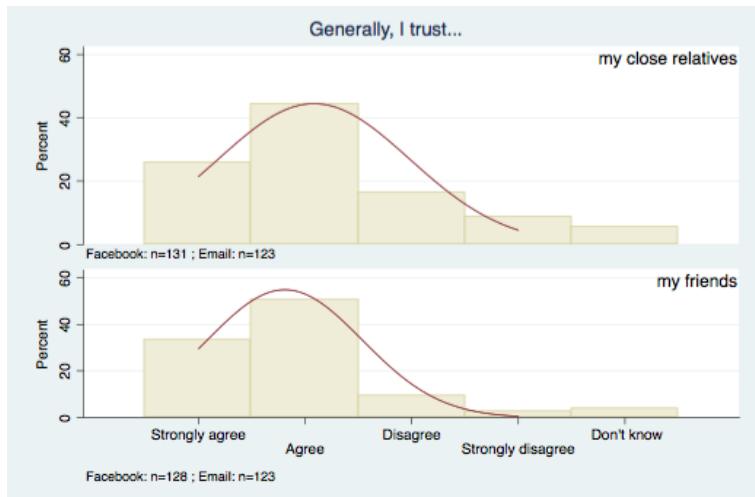 Generally, I trust...
my close relatives
Percent
60
40
20
0
Facebook: n=131 ; Email: n=123
my friends
Percent
60
40
20
0
Strongly agree
Agree
Disagree
Strongly disagree
Don't know
Facebook: n=128 ; Email: n=123